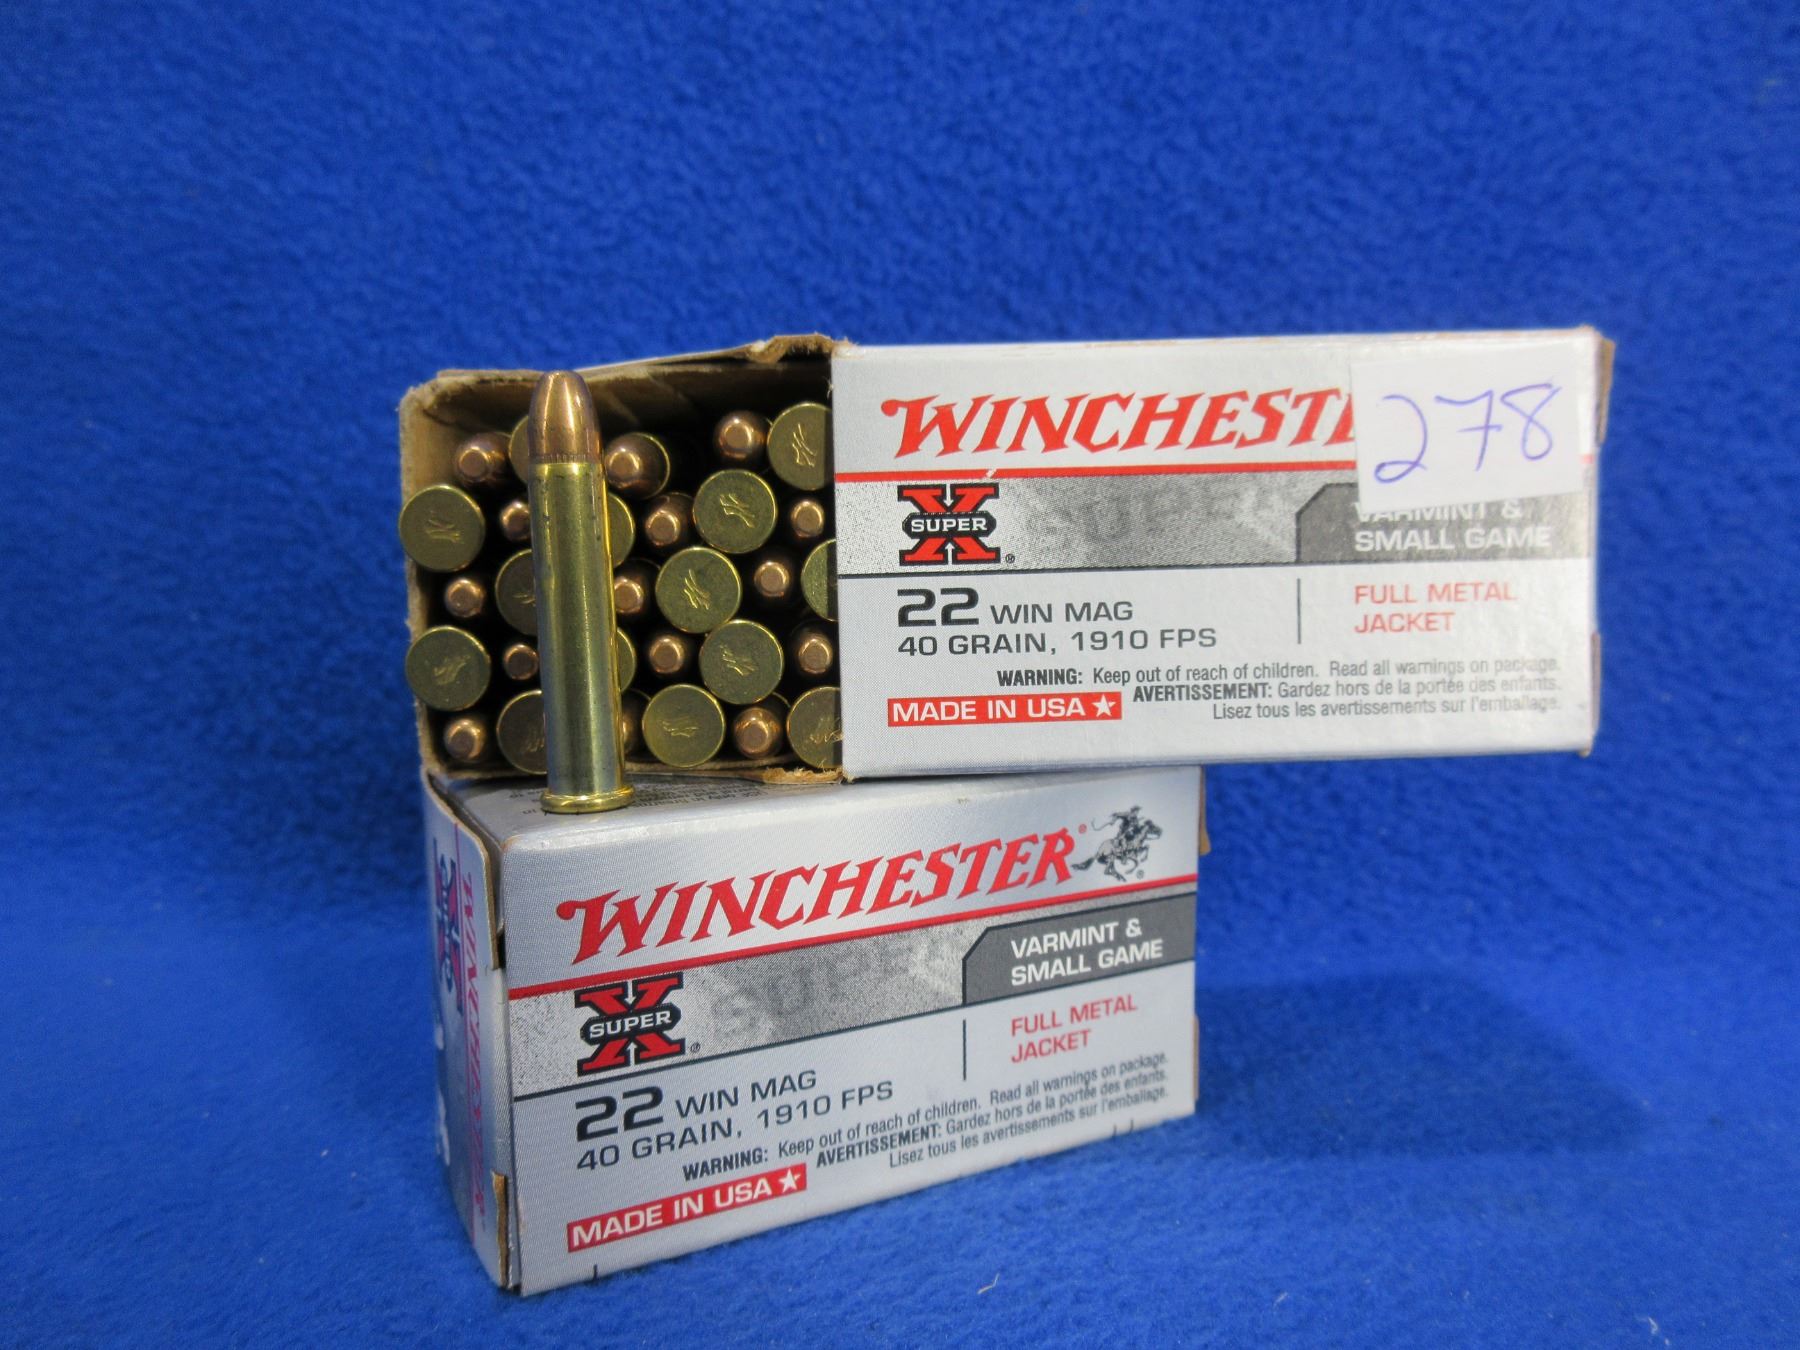 WINCHESTE
278
SUPER X
SUPER
®
VARMINT &
SMALL GAME
22 WIN MAG
40 GRAIN, 1910 FPS
FULL METAL
JACKET
WARNING: Keep out of reach of children. Read all warnings on package.
AVERTISSEMENT: Gardez hors de la portée des enfants.
Lisez tous les avertissements sur l'emballage.
MADE IN USA
WINCHESTER®
SUPER X
SUPER
®
VARMINT &
SMALL GAME
22 WIN MAG
40 GRAIN, 1910 FPS
FULL METAL
JACKET
WARNING: Keep out of reach of children. Read all warnings on package.
AVERTISSEMENT: Gardez hors de la portée des enfants.
Lisez tous les avertissements sur l'emballage.
MADE IN USA
WINCHESTER